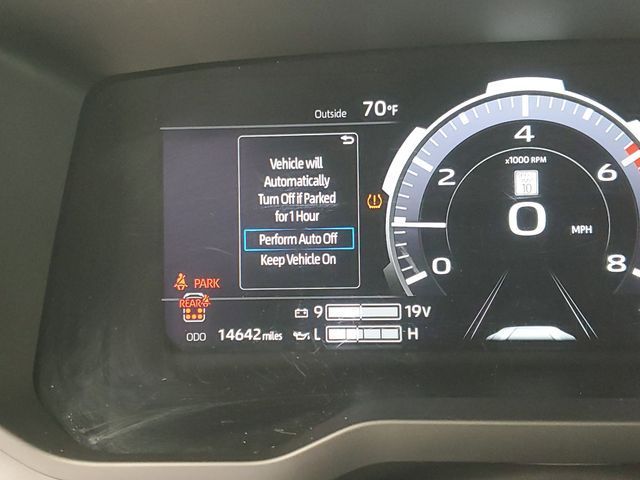 Outside 70°F
Vehicle will
Automatically
Turn Off if Parked
for 1 Hour
Perform Auto Off
Keep Vehicle On
PARK
REAR
9 19V
ODO 14642 miles L H
4
x1000 RPM
2 6
10
0 MPH
0 8